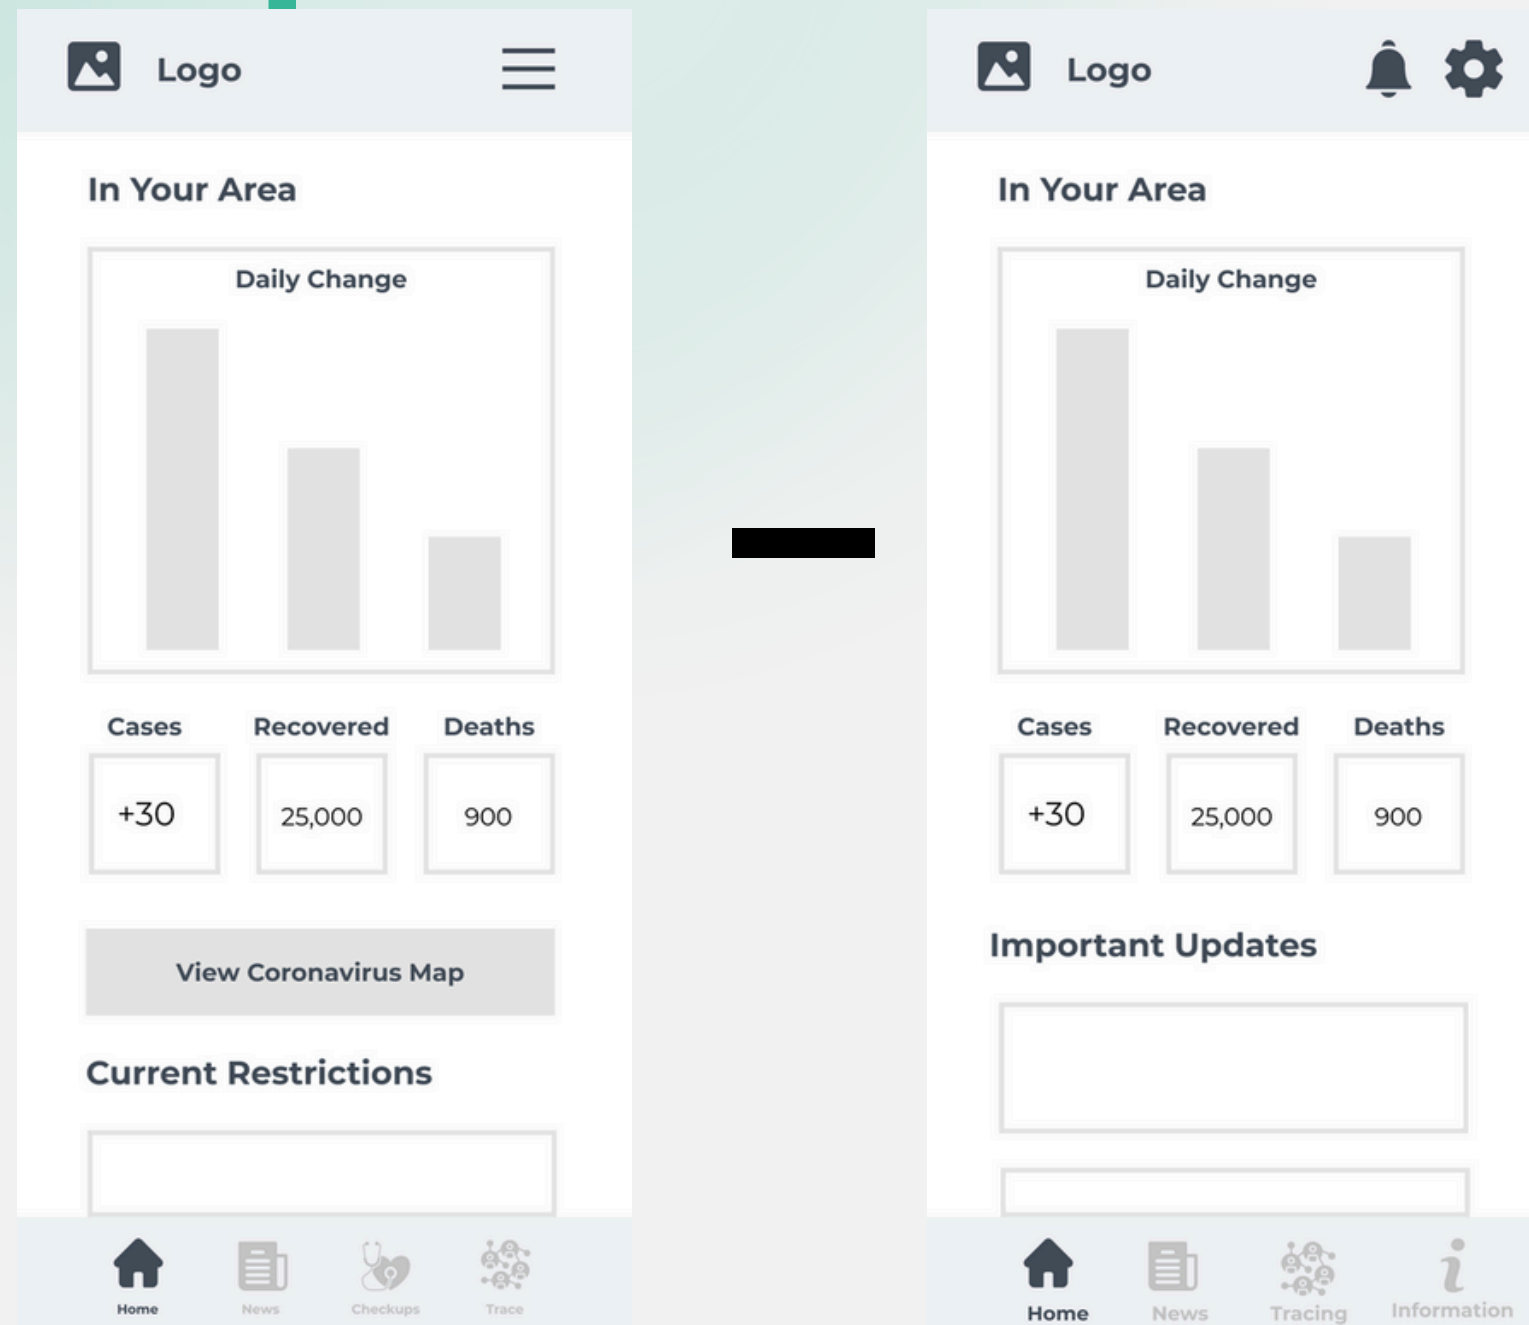 Logo
In Your Area
Daily Change
Cases Recovered Deaths
+30 25,000 900
View Coronavirus Map
Current Restrictions
Home News Checkups Trace
Logo
In Your Area
Daily Change
Cases Recovered Deaths
+30 25,000 900
Important Updates
Home News Tracing Information